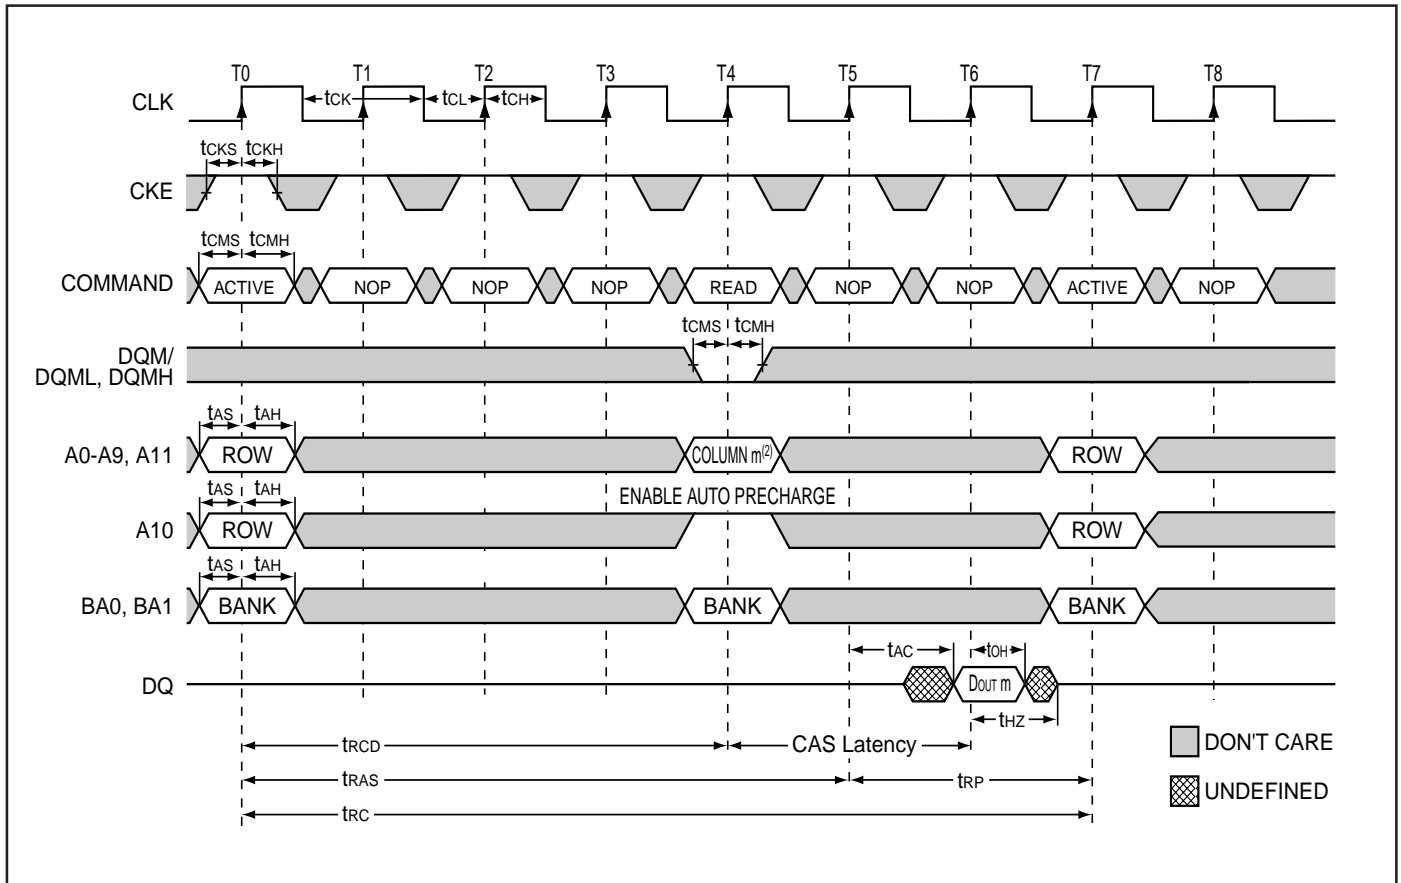 T0 T1 T2 T3 T4 T5 T6 T7 T8
CLK tCK tCL tCH
tCKS tCKH
CKE
tCMS tCMH
COMMAND ACTIVE NOP NOP NOP READ NOP NOP ACTIVE NOP
tCMS tCMH
DQM/
DQML, DQMH
tAS tAH
A0-A9, A11 ROW COLUMN m(2) ROW
tAS tAH ENABLE AUTO PRECHARGE
A10 ROW ROW
tAS tAH
BA0, BA1 BANK BANK BANK
tAC tOH
DQ DOUT m
tHZ
tRCD CAS Latency
DON'T CARE
tRAS tRP
UNDEFINED
tRC